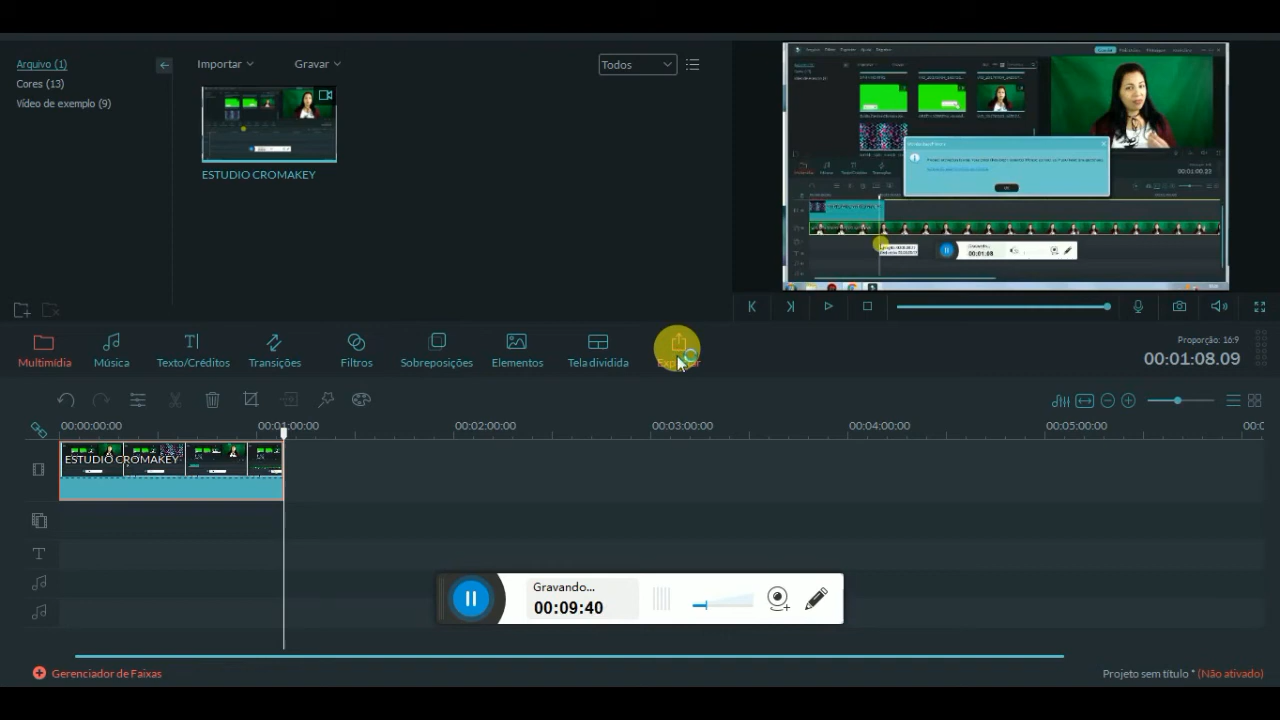 Arquivo (1)
Cores (13)
Vídeo de exemplo (9)
Importar
Gravar
Todos
ESTUDIO CROMAKEY
Multimídia
Música
Texto/Créditos
Transições
Filtros
Sobreposições
Elementos
Tela dividida
Proporção: 16:9
00:01:08.09
00:00:00:00
00:01:00:00
00:02:00:00
00:03:00:00
00:04:00:00
00:05:00:00
ESTUDIO CROMAKEY
Gravando...
00:09:40
Gerenciador de Faixas
Projeto sem título * (Não ativado)